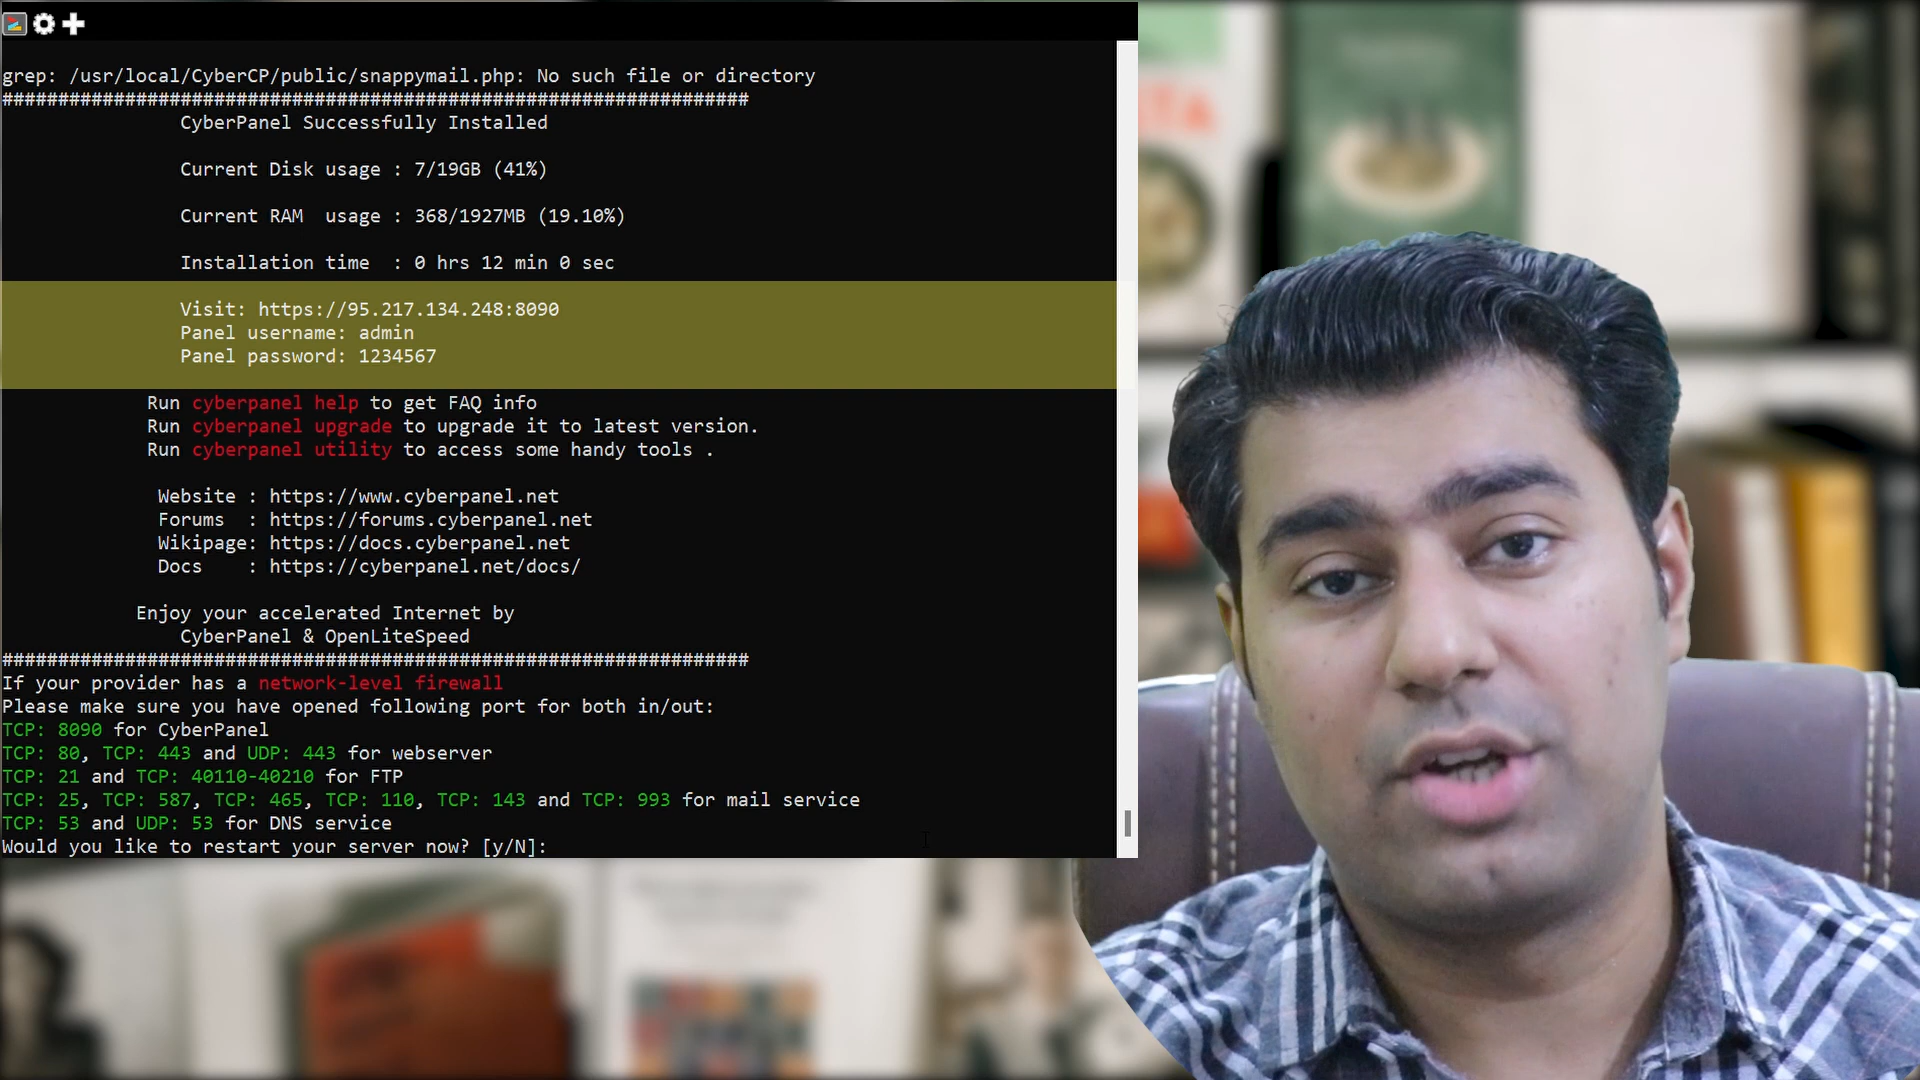 grep: /usr/local/CyberCP/public/snappymail.php: No such file or directory
###################################################################
CyberPanel Successfully Installed
Current Disk usage : 7/19GB (41%)
Current RAM  usage : 368/1927MB (19.10%)
Installation time  : 0 hrs 12 min 0 sec
Visit: https://95.217.134.248:8090
Panel username: admin
Panel password: 1234567
Run cyberpanel help to get FAQ info
Run cyberpanel upgrade to upgrade it to latest version.
Run cyberpanel utility to access some handy tools .
Website : https://www.cyberpanel.net
Forums  : https://forums.cyberpanel.net
Wikipage: https://docs.cyberpanel.net
Docs    : https://cyberpanel.net/docs/
Enjoy your accelerated Internet by
CyberPanel & OpenLiteSpeed
###################################################################
If your provider has a network-level firewall
Please make sure you have opened following port for both in/out:
TCP: 8090 for CyberPanel
TCP: 80, TCP: 443 and UDP: 443 for webserver
TCP: 21 and TCP: 40110-40210 for FTP
TCP: 25, TCP: 587, TCP: 465, TCP: 110, TCP: 143 and TCP: 993 for mail service
TCP: 53 and UDP: 53 for DNS service
Would you like to restart your server now? [y/N]: